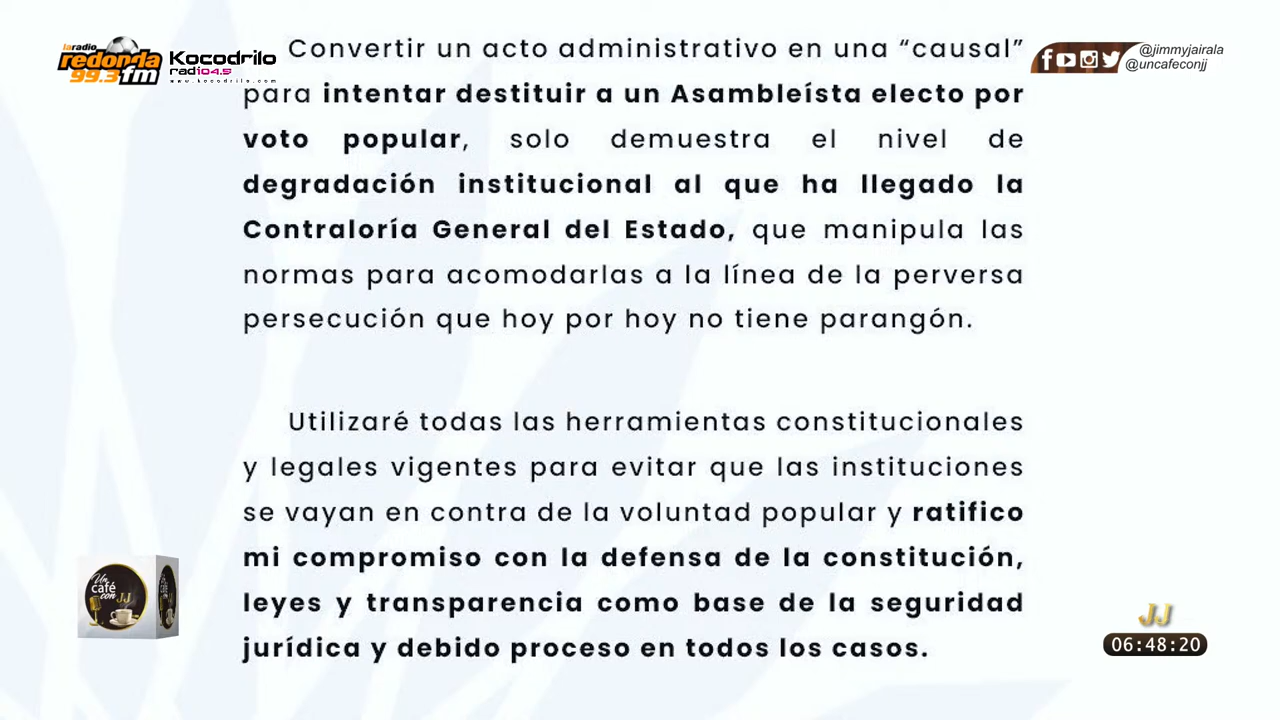 la radio
redonda
99.3 fm
Kocodrilo
radio4.5
www.kocodrilo.com
@jimmyjairala
@uncafeconjj
Convertir un acto administrativo en una “causal”
para intentar destituir a un Asambleísta electo por
voto popular, solo demuestra el nivel de
degradación institucional al que ha llegado la
Contraloría General del Estado, que manipula las
normas para acomodarlas a la línea de la perversa
persecución que hoy por hoy no tiene parangón.
Utilizaré todas las herramientas constitucionales
y legales vigentes para evitar que las instituciones
se vayan en contra de la voluntad popular y ratifico
mi compromiso con la defensa de la constitución,
leyes y transparencia como base de la seguridad
jurídica y debido proceso en todos los casos.
Un
café
con JJ
JJ
06:48:20